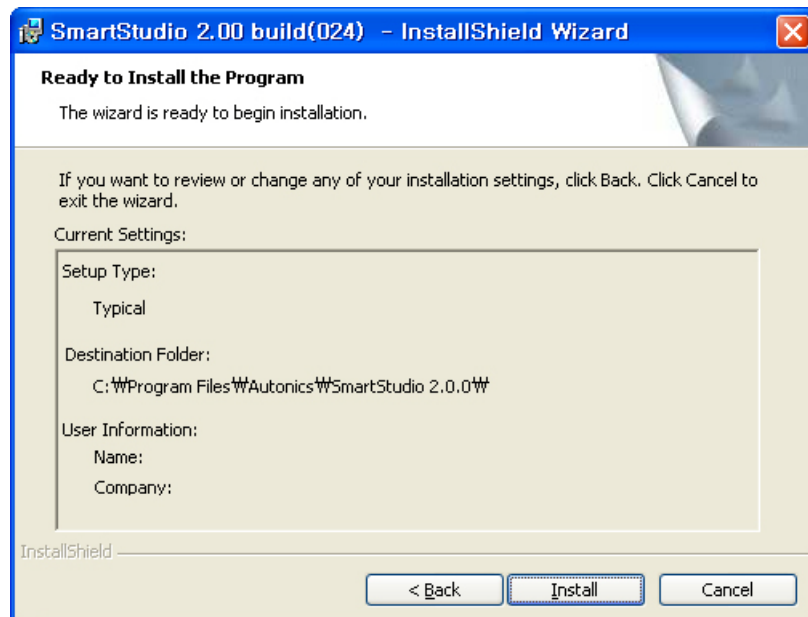 SmartStudio 2.00 build(024) - InstallShield Wizard
Ready to Install the Program
The wizard is ready to begin installation.
If you want to review or change any of your installation settings, click Back. Click Cancel to
exit the wizard.
Current Settings:
Setup Type:
Typical
Destination Folder:
C:₩Program Files₩Autonics₩SmartStudio 2.0.0₩
User Information:
Name:
Company:
InstallShield
< Back
Install
Cancel